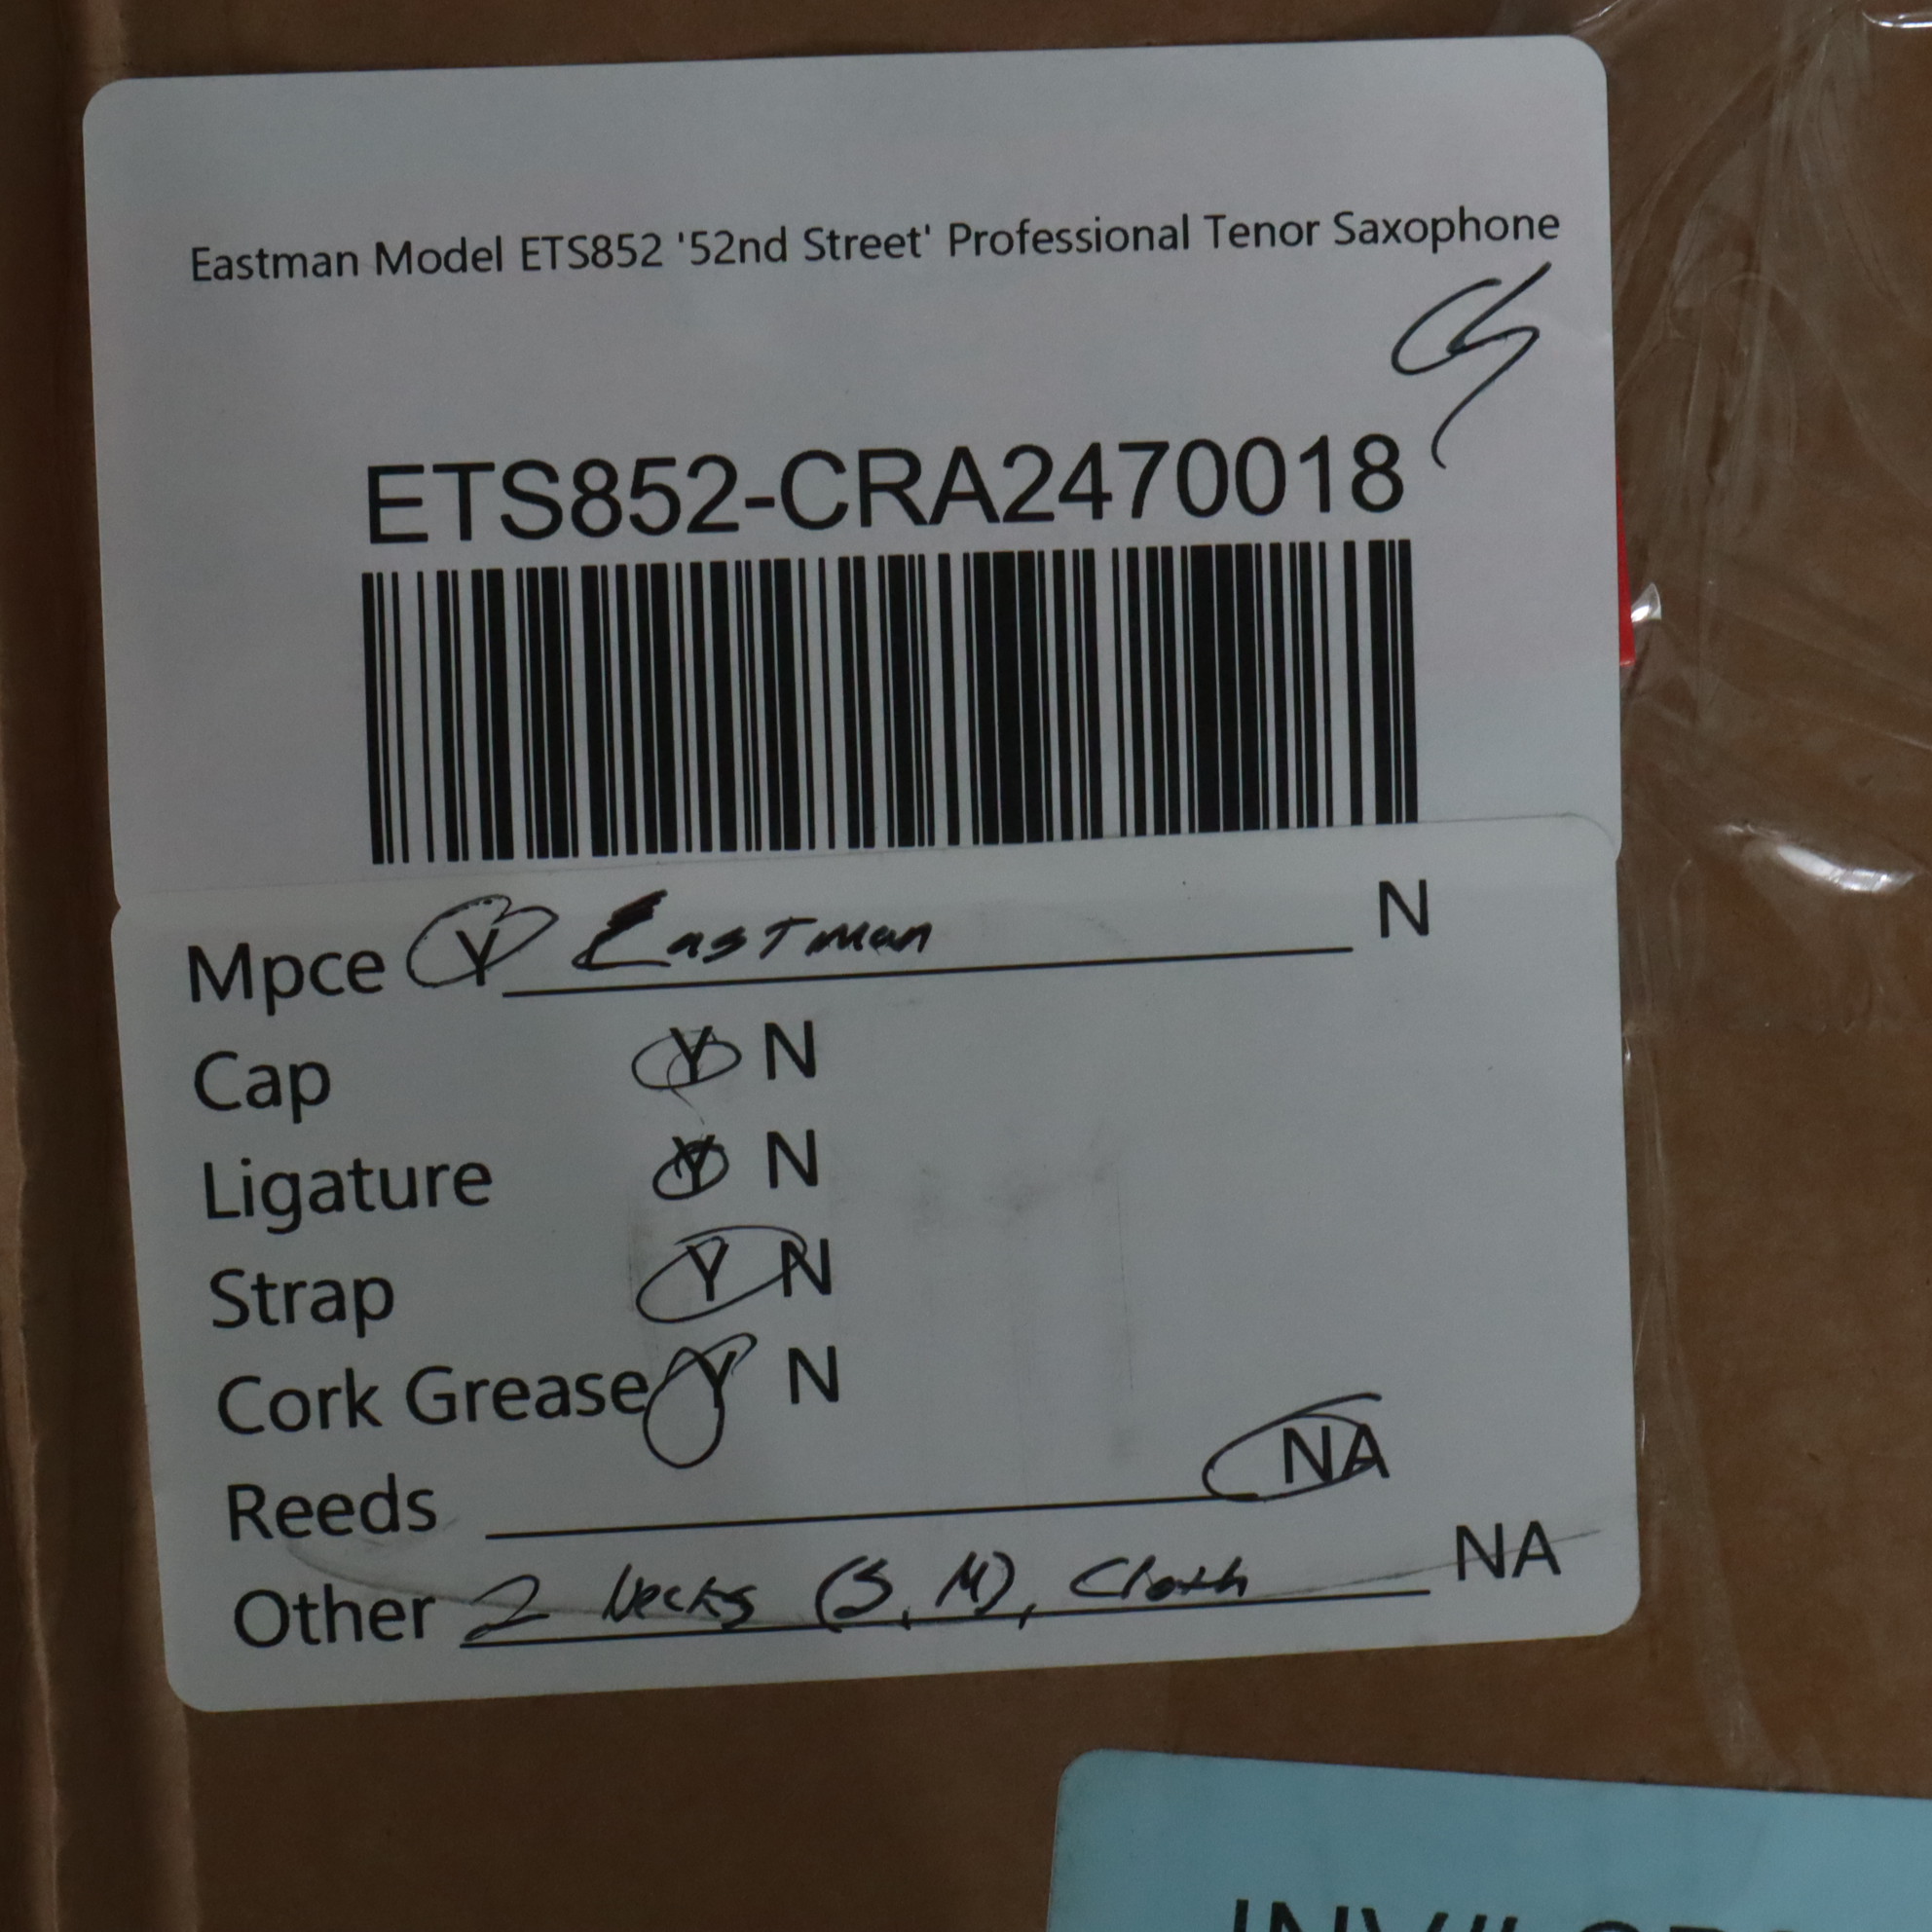 Eastman Model ETS852 '52nd Street' Professional Tenor Saxophone
ETS852-CRA2470018
Mpce Y Eastman N
Cap Y N
Ligature Y N
Strap Y N
Cork Grease Y N
Reeds NA
Other 2 Necks (S, M), Cloth NA